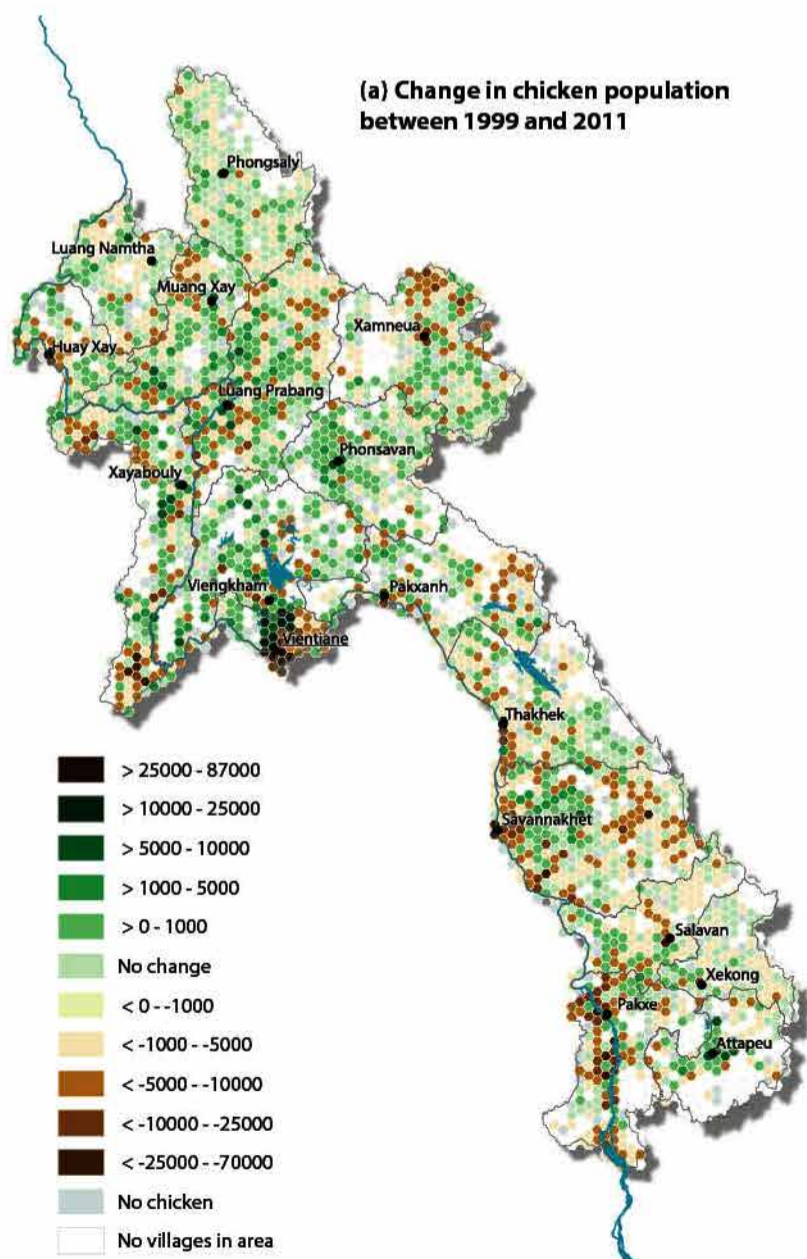 (a) Change in chicken population
between 1999 and 2011
Phongsaly
Luang Namtha
Muang Xay
Xamneua
Huay Xay
Luang Prabang
Phonsavan
Xayabouly
Viengkham
Pakxanh
Vientiane
Thakhek
Savannakhet
Salavan
Xekong
Pakxe
Attapeu
> 25000 - 87000
> 10000 - 25000
> 5000 - 10000
> 1000 - 5000
> 0 - 1000
No change
< 0 - -1000
< -1000 - -5000
< -5000 - -10000
< -10000 - -25000
< -25000 - -70000
No chicken
No villages in area